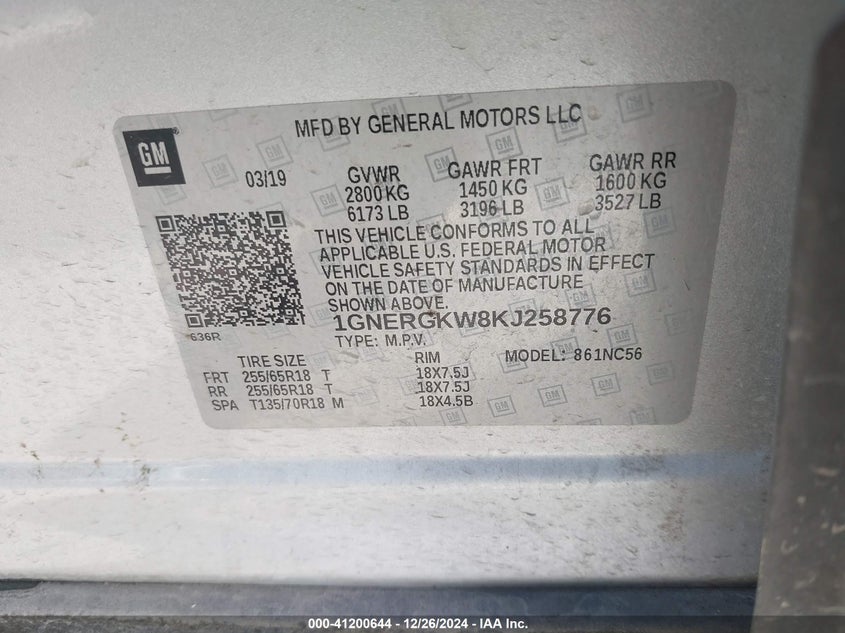 MFD BY GENERAL MOTORS LLC
GM
03/19
GVWR
2800 KG
6173 LB
GAWR FRT
1450 KG
3196 LB
GAWR RR
1600 KG
3527 LB
THIS VEHICLE CONFORMS TO ALL
APPLICABLE U.S. FEDERAL MOTOR
VEHICLE SAFETY STANDARDS IN EFFECT
ON THE DATE OF MANUFACTURE
SHOWN ABOVE.
636R
1GNERGKW8KJ258776
TYPE: M.P.V.
MODEL: 861NC56
TIRE SIZE RIM
FRT 255/65R18 T 18X7.5J
RR 255/65R18 T 18X7.5J
SPA T135/70R18 M 18X4.5B
000-41200644 - 12/26/2024 - IAA Inc.